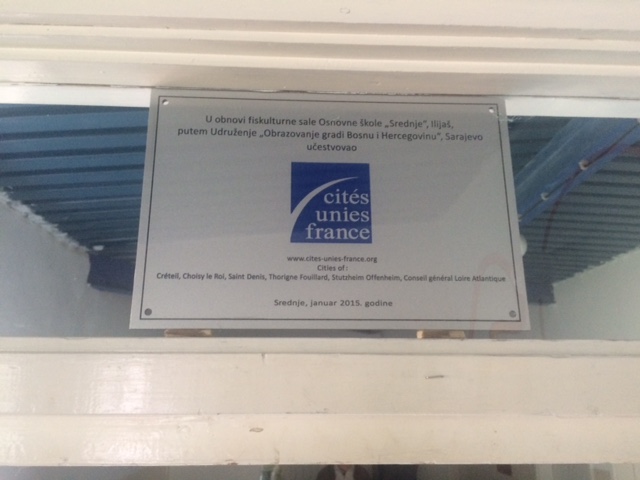 U obnovi fiskulturne sale Osnovne škole „Srednje“, Ilijaš,
putem Udruženje „Obrazovanje gradi Bosnu i Hercegovinu“, Sarajevo
učestvovao
cités
unies
france
www.cites-unies-france.org
Cities of :
Créteil, Choisy le Roi, Saint Denis, Thorigne Fouillard, Stutzheim Offenheim, Conseil général Loire Atlantique
Srednje, januar 2015. godine